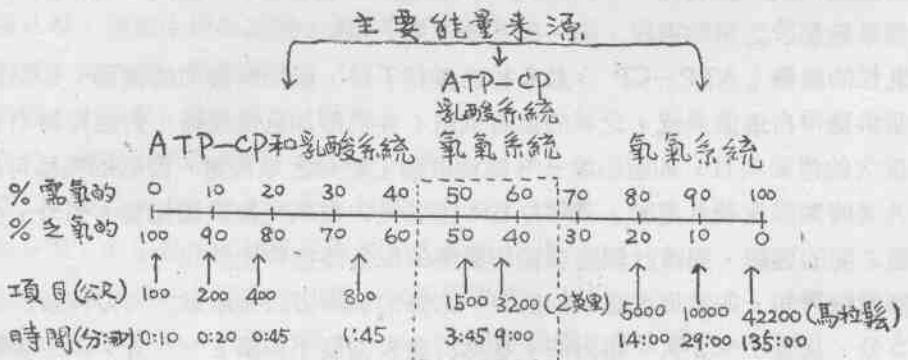 主要能量來源
ATP-CP
乳酸系統
ATP-CP和乳酸系統 氧氣系統 氧氣系統
% 需氧的 0 10 20 30 40 50 60 70 80 90 100
% 乏氧的 100 90 80 70 60 50 40 30 20 10 0
項目(公尺) 100 200 400 800 1500 3200(2英里) 5000 10000 42200(馬拉鬆)
時間(分:秒) 0:10 0:20 0:45 1:45 3:45 9:00 14:00 29:00 135:00